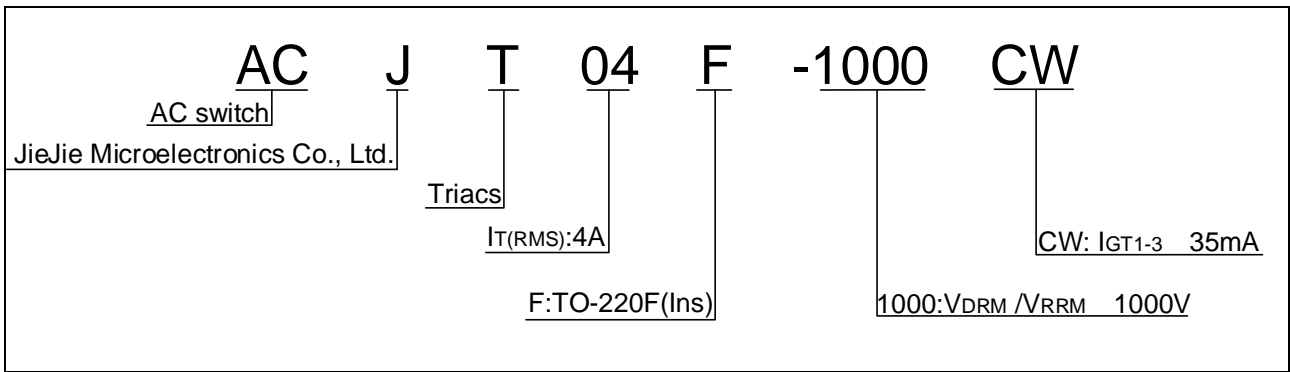 AC J T 04 F -1000 CW
AC switch
JieJie Microelectronics Co., Ltd.
Triacs
IT(RMS):4A
CW: IGT1-3 35mA
F:TO-220F(Ins)
1000:VDRM /VRRM 1000V